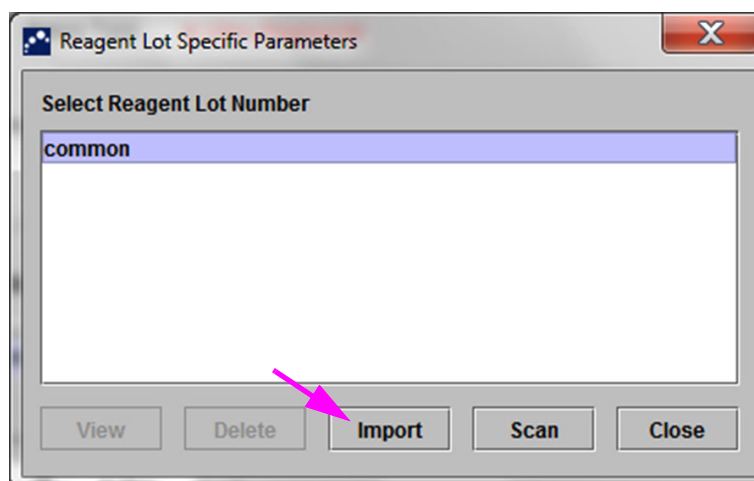 Reagent Lot Specific Parameters
Select Reagent Lot Number
common
View Delete Import Scan Close